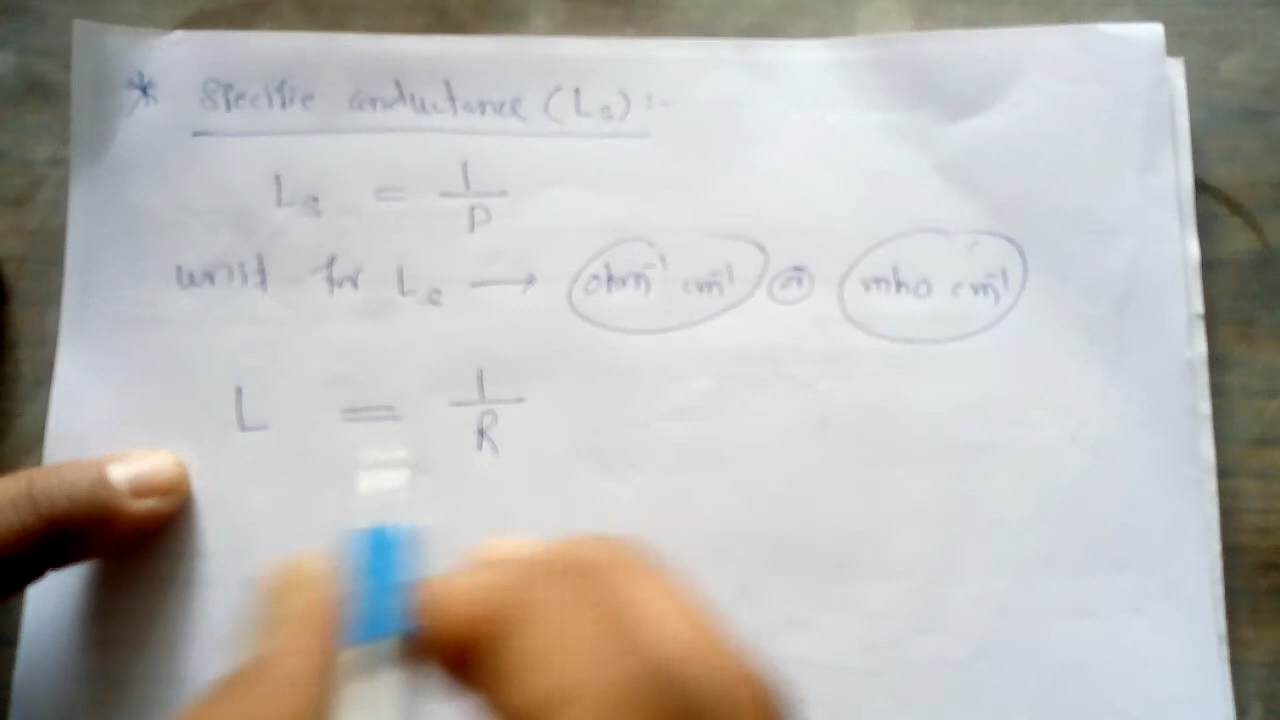 * Specific conductance (Ls) :-
Ls = 1/ρ
unit for Ls → ohm⁻¹ cm⁻¹ or mho cm⁻¹
L = 1/R